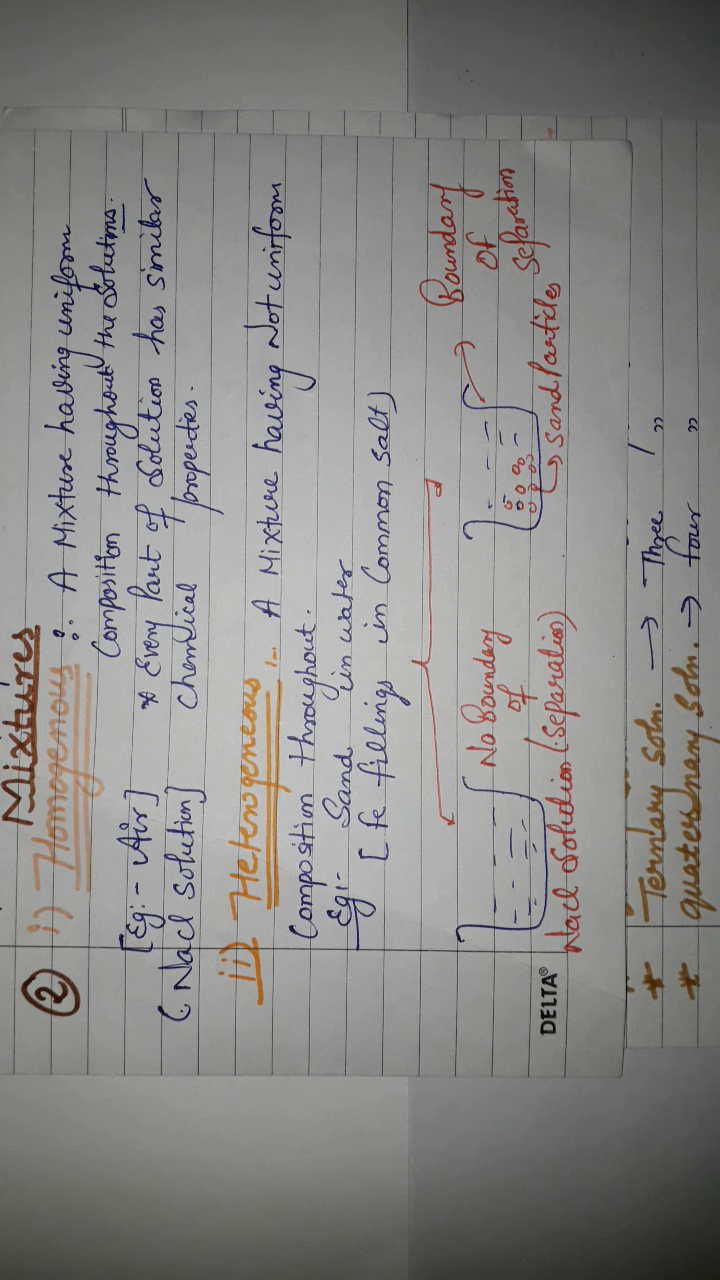 Mixtures
② i) Homogenous :. A Mixture having uniform
Composition throughout the Solutions.
[Eg:- Air] * Every Part of Solution has similar
(. Nacl solution] chemical properties.
ii) Heterogeneous :.. A Mixture having Not uniform
Composition throughout.
Eg:- Sand in water
[ fe fillings in Common salt)
No Boundary of (Separation)
Nacl Solution
Boundary of Separation
→ Sand Particles
DELTA®
* Terndary soln. → Three / "
* quaternary soln. → four "